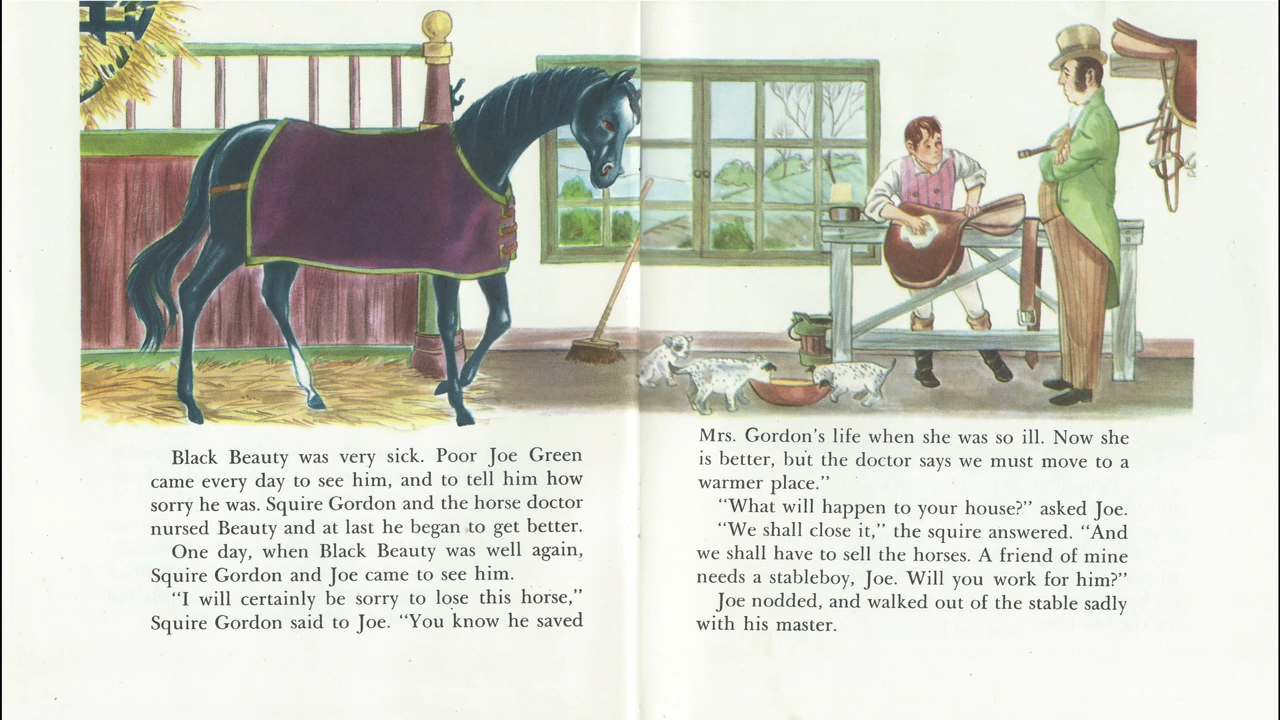 Black Beauty was very sick. Poor Joe Green
came every day to see him, and to tell him how
sorry he was. Squire Gordon and the horse doctor
nursed Beauty and at last he began to get better.
One day, when Black Beauty was well again,
Squire Gordon and Joe came to see him.
“I will certainly be sorry to lose this horse,”
Squire Gordon said to Joe. “You know he saved
Mrs. Gordon’s life when she was so ill. Now she
is better, but the doctor says we must move to a
warmer place.”
“What will happen to your house?” asked Joe.
“We shall close it,” the squire answered. “And
we shall have to sell the horses. A friend of mine
needs a stableboy, Joe. Will you work for him?”
Joe nodded, and walked out of the stable sadly
with his master.